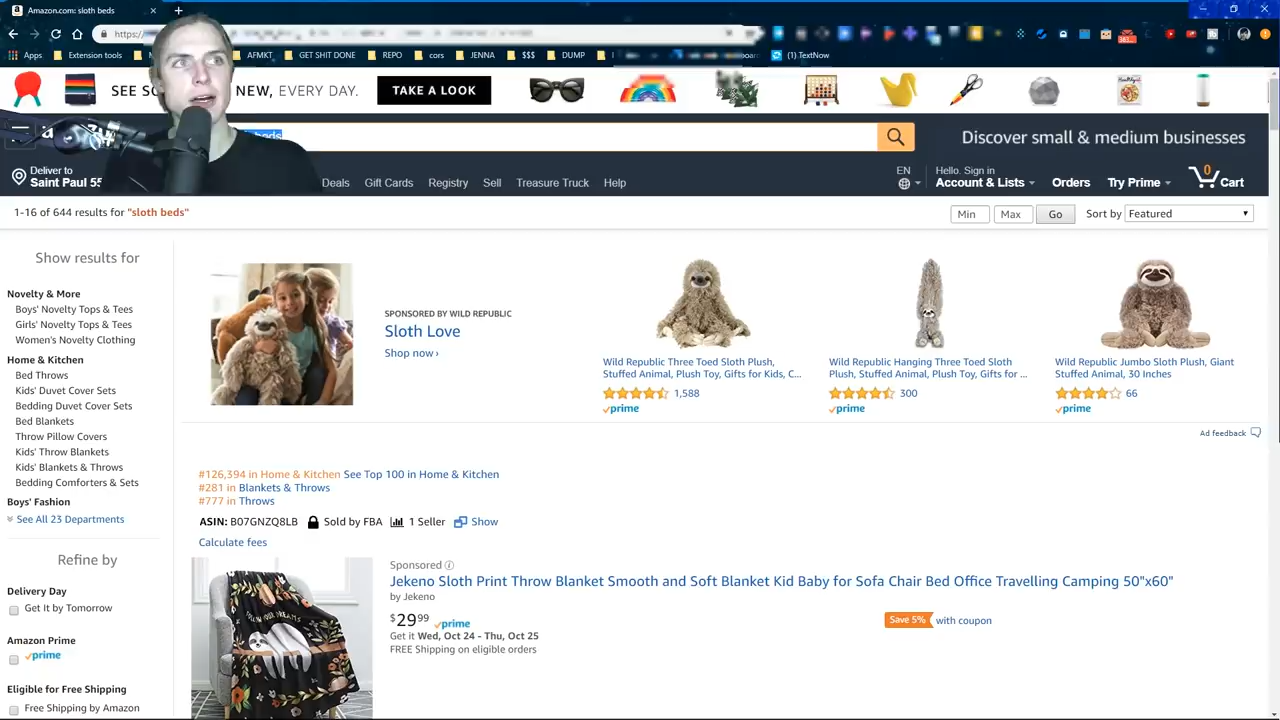 Amazon.com: sloth beds
https://
Apps
Extension tools
AFMKT
GET SHIT DONE
REPO
cors
JENNA
$$$
DUMP
(1) TextNow
NEW, EVERY DAY.
TAKE A LOOK
Discover small & medium businesses
Deliver to
Saint Paul 55
Deals
Gift Cards
Registry
Sell
Treasure Truck
Help
EN
Hello. Sign in
Account & Lists
Orders
Try Prime
0
Cart
1-16 of 644 results for "sloth beds"
Min
Max
Go
Sort by
Featured
Show results for
Novelty & More
Boys' Novelty Tops & Tees
Girls' Novelty Tops & Tees
Women's Novelty Clothing
Home & Kitchen
Bed Throws
Kids' Duvet Cover Sets
Bedding Duvet Cover Sets
Bed Blankets
Throw Pillow Covers
Kids' Throw Blankets
Kids' Blankets & Throws
Bedding Comforters & Sets
Boys' Fashion
See All 23 Departments
Refine by
Delivery Day
Get It by Tomorrow
Amazon Prime
prime
Eligible for Free Shipping
Free Shipping by Amazon
SPONSORED BY WILD REPUBLIC
Sloth Love
Shop now ›
Wild Republic Three Toed Sloth Plush,
Stuffed Animal, Plush Toy, Gifts for Kids, C...
1,588
prime
Wild Republic Hanging Three Toed Sloth
Plush, Stuffed Animal, Plush Toy, Gifts for ...
300
prime
Wild Republic Jumbo Sloth Plush, Giant
Stuffed Animal, 30 Inches
66
prime
Ad feedback
#126,394 in Home & Kitchen See Top 100 in Home & Kitchen
#281 in Blankets & Throws
#777 in Throws
ASIN: B07GNZQ8LB Sold by FBA 1 Seller Show
Calculate fees
Sponsored
Jekeno Sloth Print Throw Blanket Smooth and Soft Blanket Kid Baby for Sofa Chair Bed Office Travelling Camping 50"x60"
by Jekeno
$29.99 prime
Get it Wed, Oct 24 - Thu, Oct 25
FREE Shipping on eligible orders
Save 5% with coupon